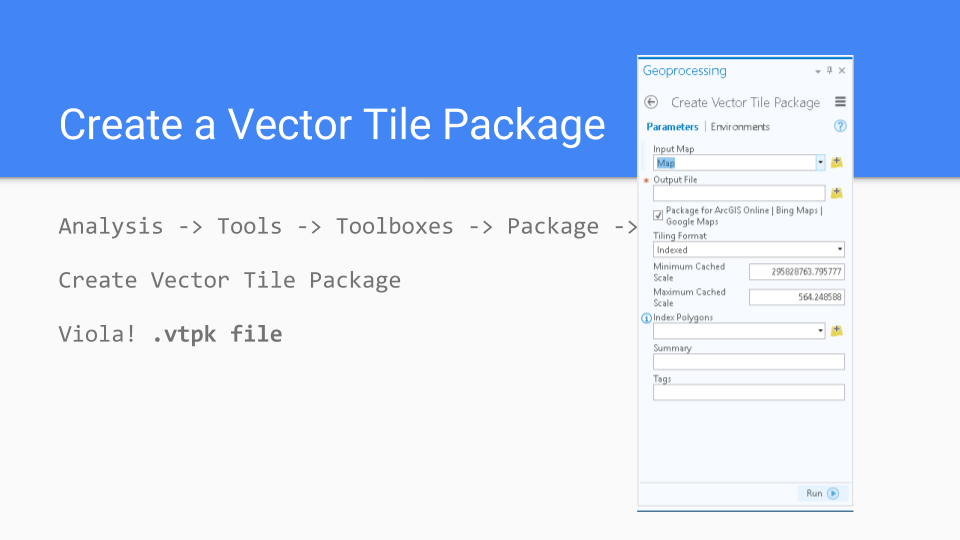 Create a Vector Tile Package
Analysis -> Tools -> Toolboxes -> Package ->
Create Vector Tile Package
Viola! .vtpk file
Geoprocessing
Create Vector Tile Package
Parameters | Environments
?
Input Map
Map
* Output File
Package for ArcGIS Online | Bing Maps |
Google Maps
Tiling Format
Indexed
Minimum Cached
Scale
295828763.795777
Maximum Cached
Scale
564.248588
Index Polygons
Summary
Tags
Run